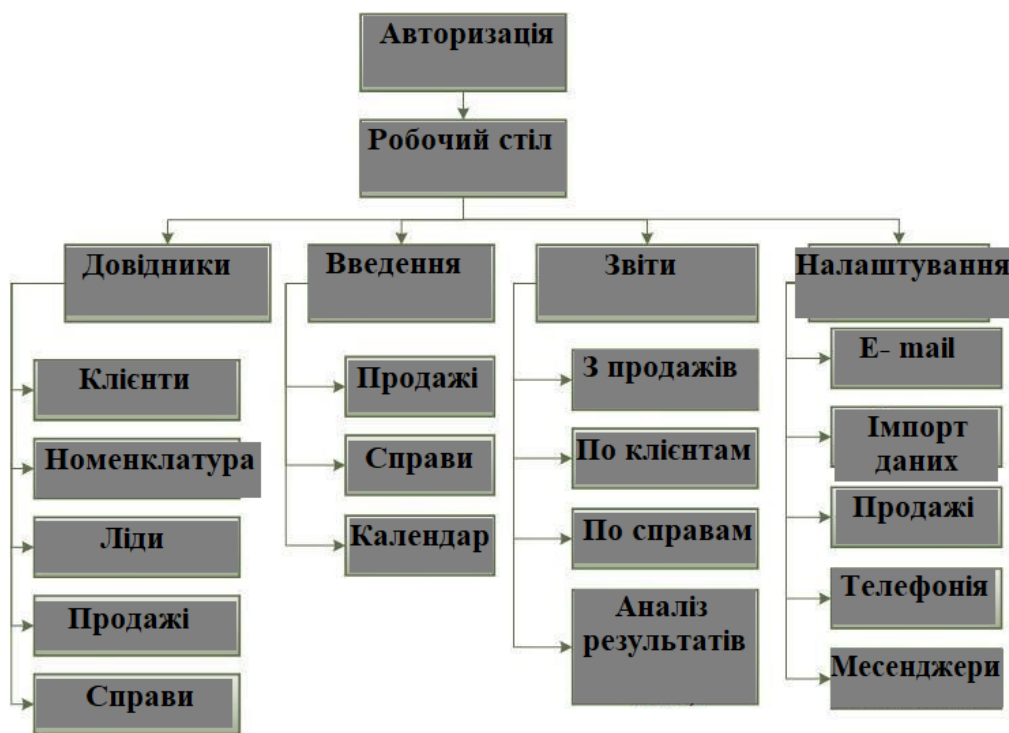 Авторизація
Робочий стіл
Довідники
Введення
Звіти
Налаштування
Клієнти
Номенклатура
Ліди
Продажі
Справи
Продажі
Справи
Календар
З продажів
По клієнтам
По справам
Аналіз
результатів
E- mail
Імпорт
даних
Продажі
Телефонія
Месенджери